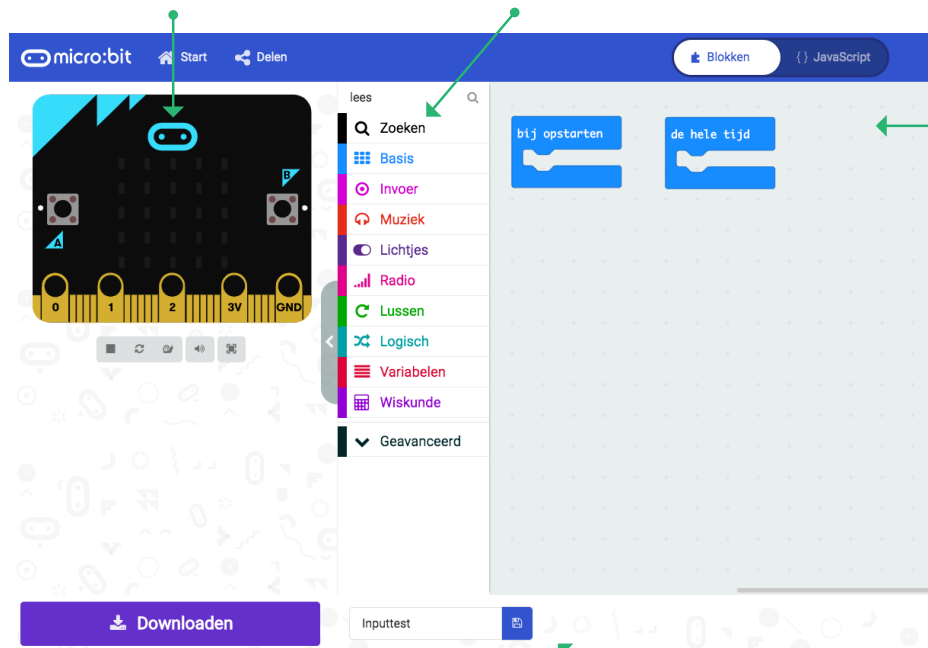 micro:bit
Start
Delen
Blokken
{ } JavaScript
B
A
0 1 2 3V GND
lees
Zoeken
Basis
Invoer
Muziek
Lichtjes
Radio
Lussen
Logisch
Variabelen
Wiskunde
Geavanceerd
bij opstarten
de hele tijd
Downloaden
Inputtest